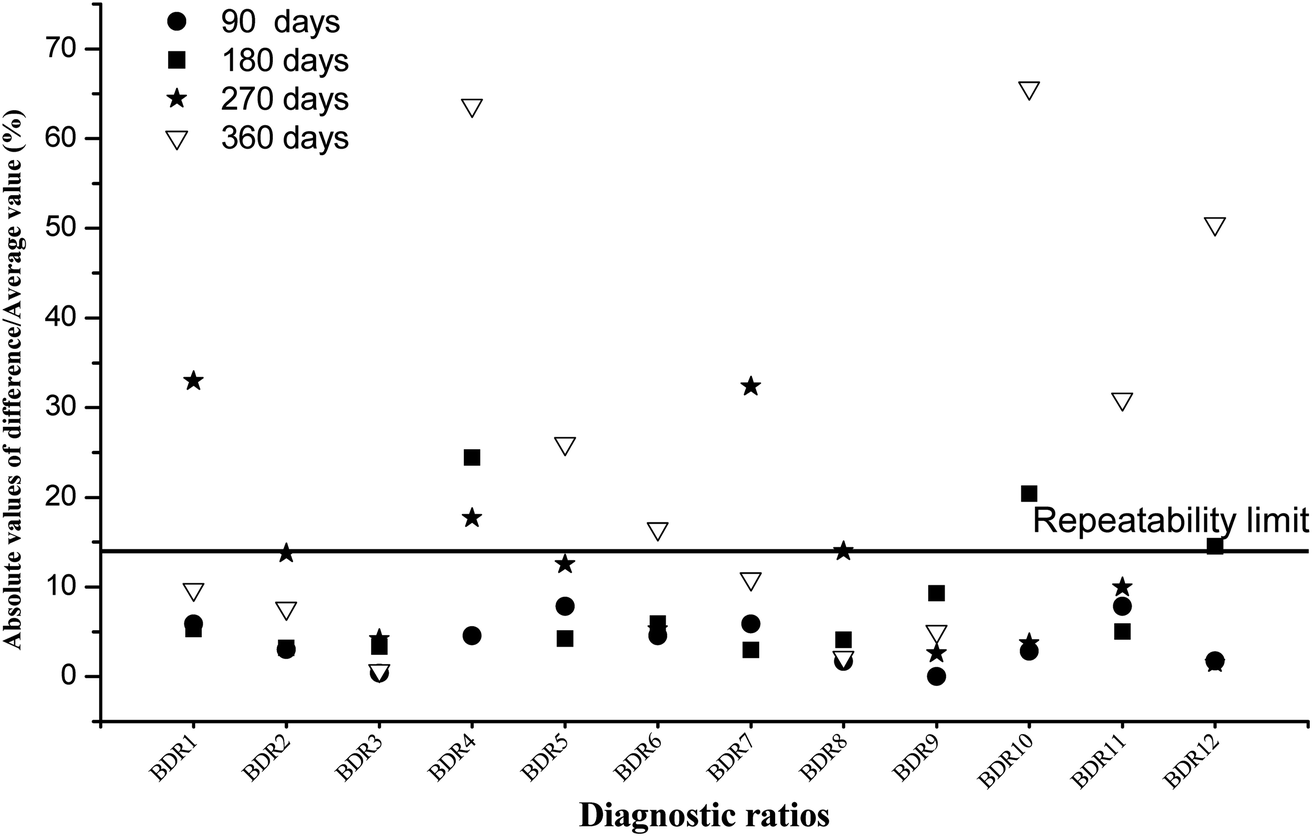 90 days
180 days
270 days
360 days
Absolute values of difference/Average value (%)
70
60
50
40
30
20
10
0
Repeatability limit
BDR1
BDR2
BDR3
BDR4
BDR5
BDR6
BDR7
BDR8
BDR9
BDR10
BDR11
BDR12
Diagnostic ratios